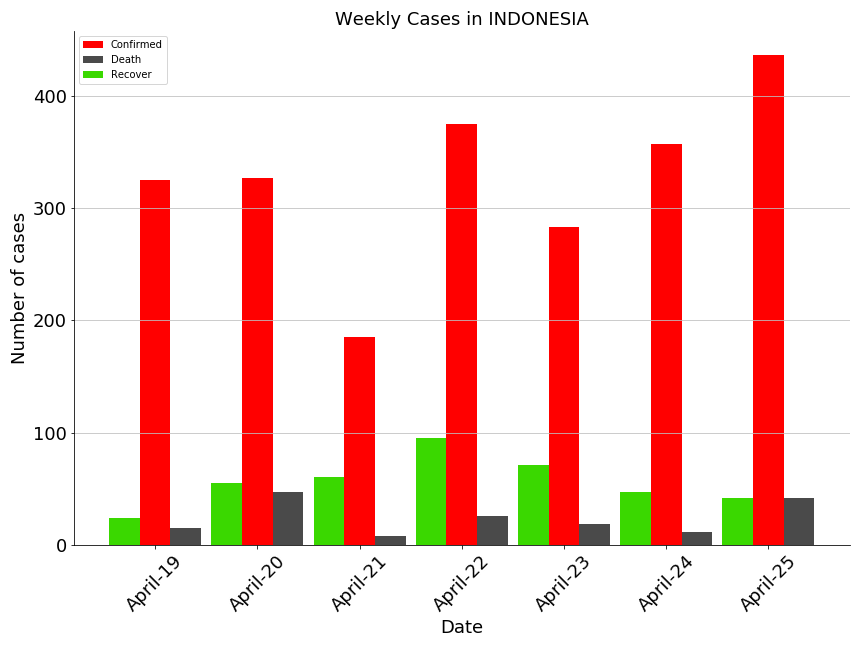 Weekly Cases in INDONESIA
Confirmed
Death
Recover
Number of cases
400
300
200
100
0
April-19
April-20
April-21
April-22
April-23
April-24
April-25
Date